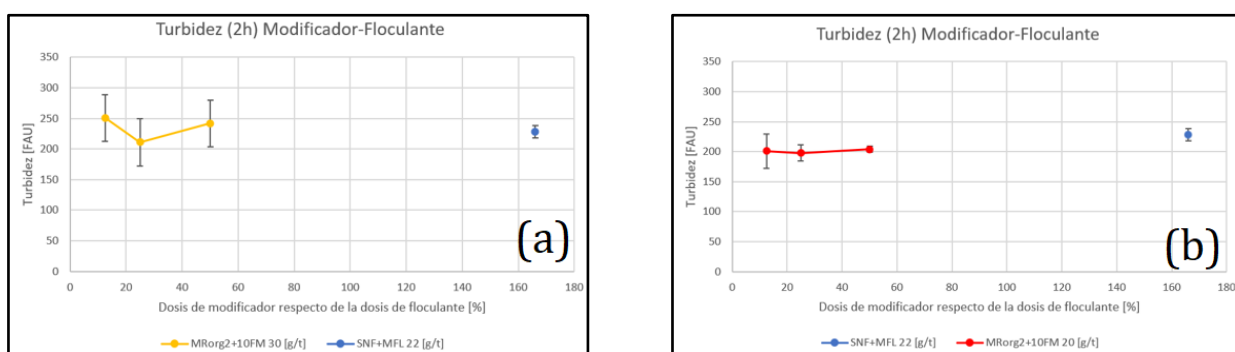 Turbidez (2h) Modificador-Floculante
350
300
250
200
150
100
50
0
Turbidez [FAU]
0 20 40 60 80 100 120 140 160 180
Dosis de modificador respecto de la dosis de floculante [%]
MRorg2+10FM 30 [g/t] SNF+MFL 22 [g/t]
(a)
Turbidez (2h) Modificador-Floculante
350
300
250
200
150
100
50
0
Turbidez [FAU]
0 20 40 60 80 100 120 140 160 180
Dosis de modificador respecto de la dosis de floculante [%]
SNF+MFL 22 [g/t] MRorg2+10FM 20 [g/t]
(b)